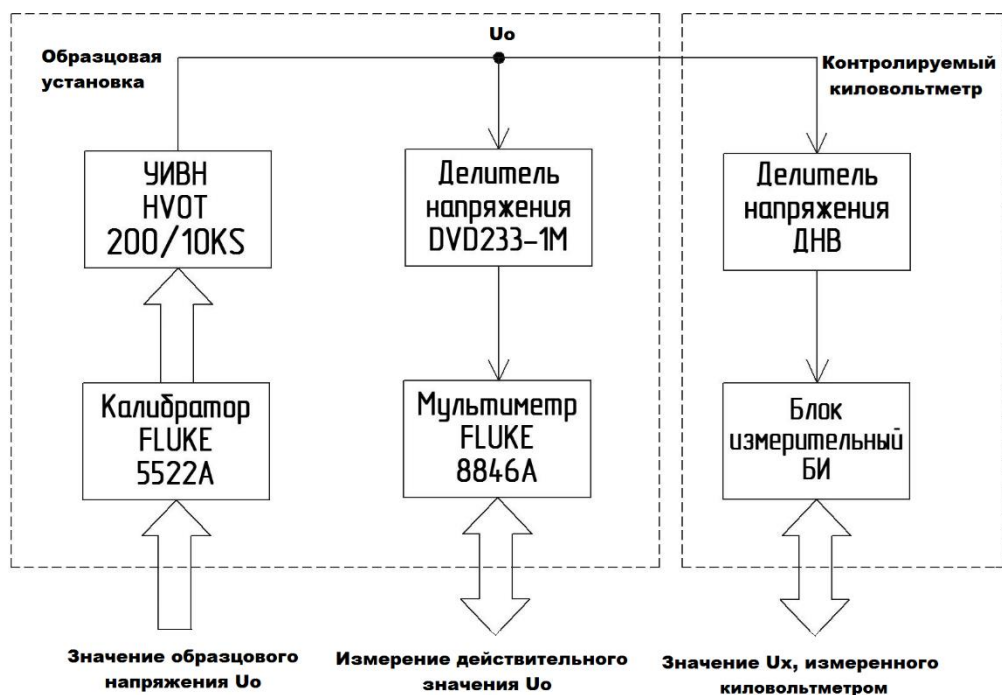 Uo
Образцовая
установка
Контролируемый
киловольтметр
УИВН
HVOT
200/10KS
Делитель
напряжения
DVD233-1М
Делитель
напряжения
ДНВ
Калибратор
FLUKE
5522A
Мультиметр
FLUKE
8846A
Блок
измерительный
БИ
Значение образцового
напряжения Uo
Измерение действительного
значения Uo
Значение Ux, измеренного
киловольтметром